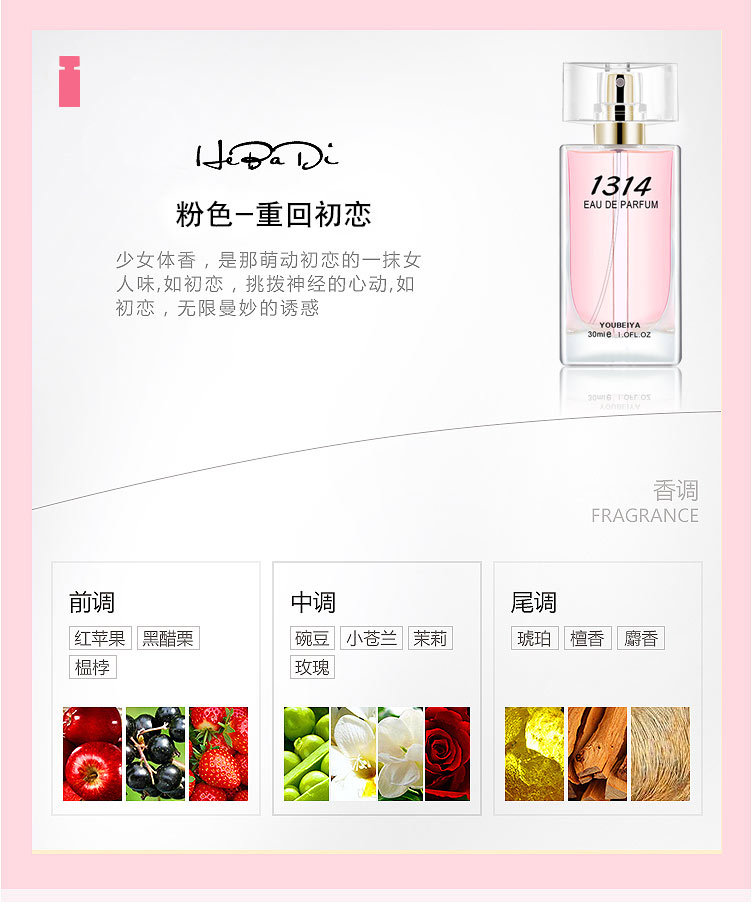 HéBaDi
粉色-重回初恋
少女体香，是那萌动初恋的一抹女
人味,如初恋，挑拨神经的心动,如
初恋，无限曼妙的诱惑
1314
EAU DE PARFUM
YOUBEIYA
30ml e 1.0FL.OZ
香调
FRAGRANCE
前调
红苹果 黑醋栗
榅桲
中调
碗豆 小苍兰 茉莉
玫瑰
尾调
琥珀 檀香 麝香